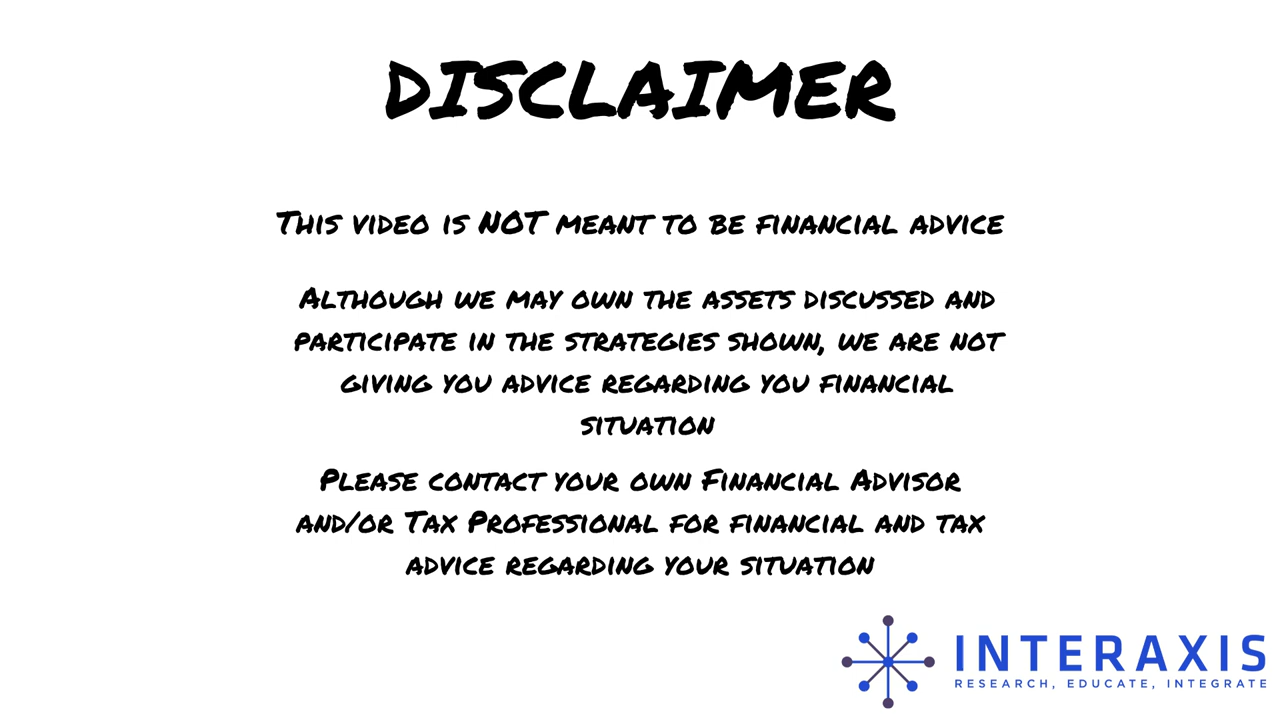 DISCLAIMER
This video is NOT meant to be financial advice
Although we may own the assets discussed and
participate in the strategies shown, we are not
giving you advice regarding you financial
situation
Please contact your own Financial Advisor
and/or Tax Professional for financial and tax
advice regarding your situation
INTERAXIS
RESEARCH, EDUCATE, INTEGRATE